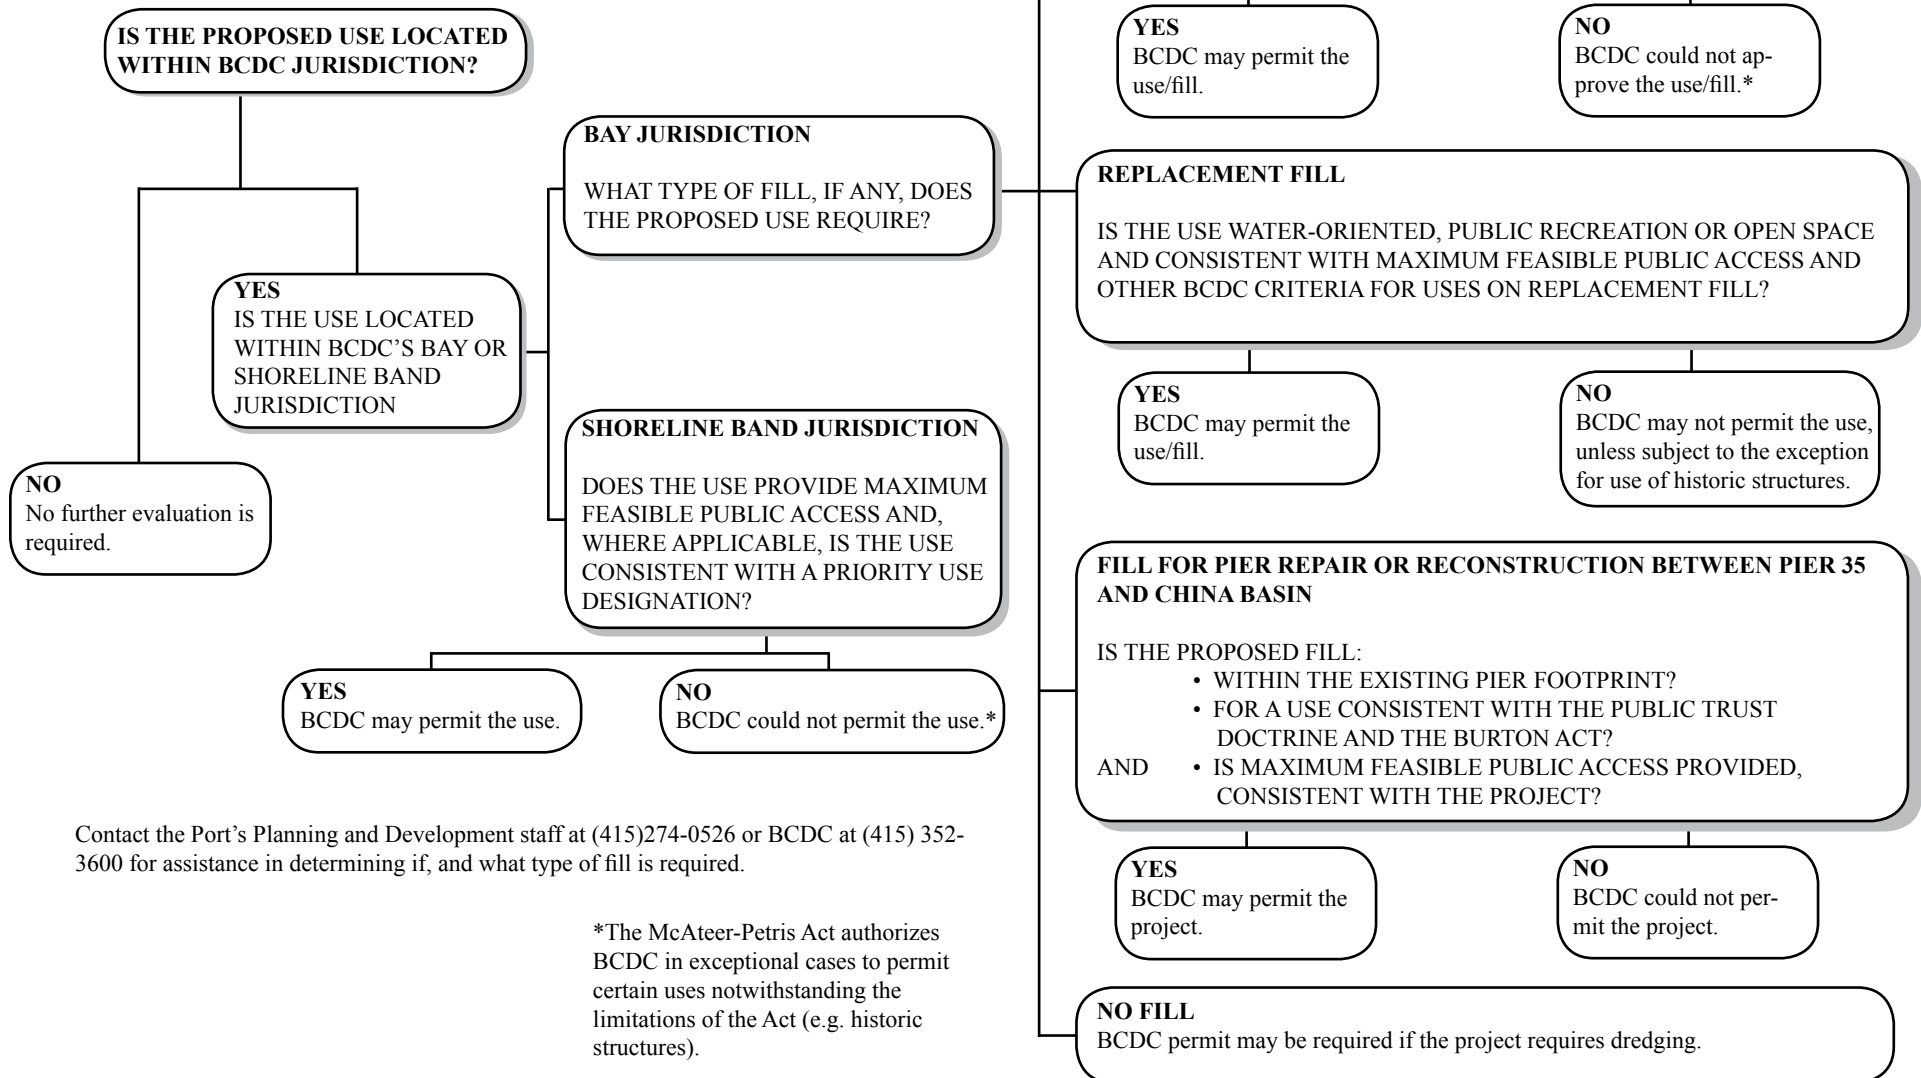 IS THE PROPOSED USE LOCATED
WITHIN BCDC JURISDICTION?
NO
No further evaluation is
required.
YES
IS THE USE LOCATED
WITHIN BCDC'S BAY OR
SHORELINE BAND
JURISDICTION
BAY JURISDICTION
WHAT TYPE OF FILL, IF ANY, DOES
THE PROPOSED USE REQUIRE?
SHORELINE BAND JURISDICTION
DOES THE USE PROVIDE MAXIMUM
FEASIBLE PUBLIC ACCESS AND,
WHERE APPLICABLE, IS THE USE
CONSISTENT WITH A PRIORITY USE
DESIGNATION?
YES
BCDC may permit the use.
NO
BCDC could not permit the use.*
YES
BCDC may permit the
use/fill.
NO
BCDC could not ap-
prove the use/fill.*
REPLACEMENT FILL
IS THE USE WATER-ORIENTED, PUBLIC RECREATION OR OPEN SPACE
AND CONSISTENT WITH MAXIMUM FEASIBLE PUBLIC ACCESS AND
OTHER BCDC CRITERIA FOR USES ON REPLACEMENT FILL?
YES
BCDC may permit the
use/fill.
NO
BCDC may not permit the use,
unless subject to the exception
for use of historic structures.
FILL FOR PIER REPAIR OR RECONSTRUCTION BETWEEN PIER 35
AND CHINA BASIN
IS THE PROPOSED FILL:
• WITHIN THE EXISTING PIER FOOTPRINT?
• FOR A USE CONSISTENT WITH THE PUBLIC TRUST
DOCTRINE AND THE BURTON ACT?
AND • IS MAXIMUM FEASIBLE PUBLIC ACCESS PROVIDED,
CONSISTENT WITH THE PROJECT?
YES
BCDC may permit the
project.
NO
BCDC could not per-
mit the project.
NO FILL
BCDC permit may be required if the project requires dredging.
Contact the Port's Planning and Development staff at (415)274-0526 or BCDC at (415) 352-
3600 for assistance in determining if, and what type of fill is required.
*The McAteer-Petris Act authorizes
BCDC in exceptional cases to permit
certain uses notwithstanding the
limitations of the Act (e.g. historic
structures).